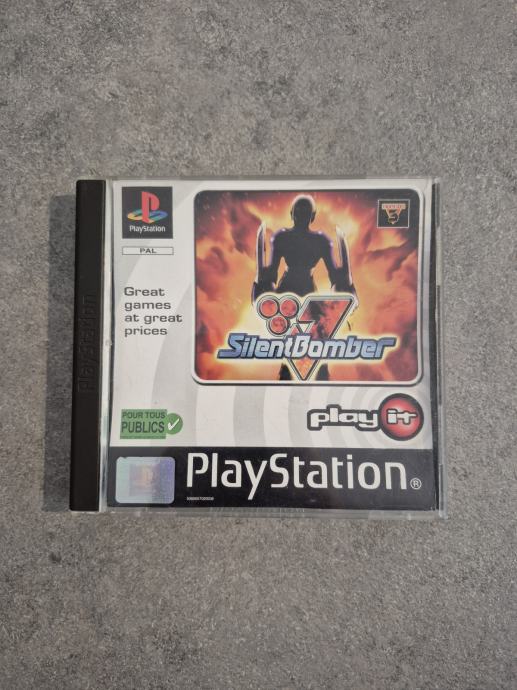 PlayStation
PAL
Great
games
at great
prices
SilentBomber
play it
POUR TOUS
PUBLICS
PlayStation®
PlayStation